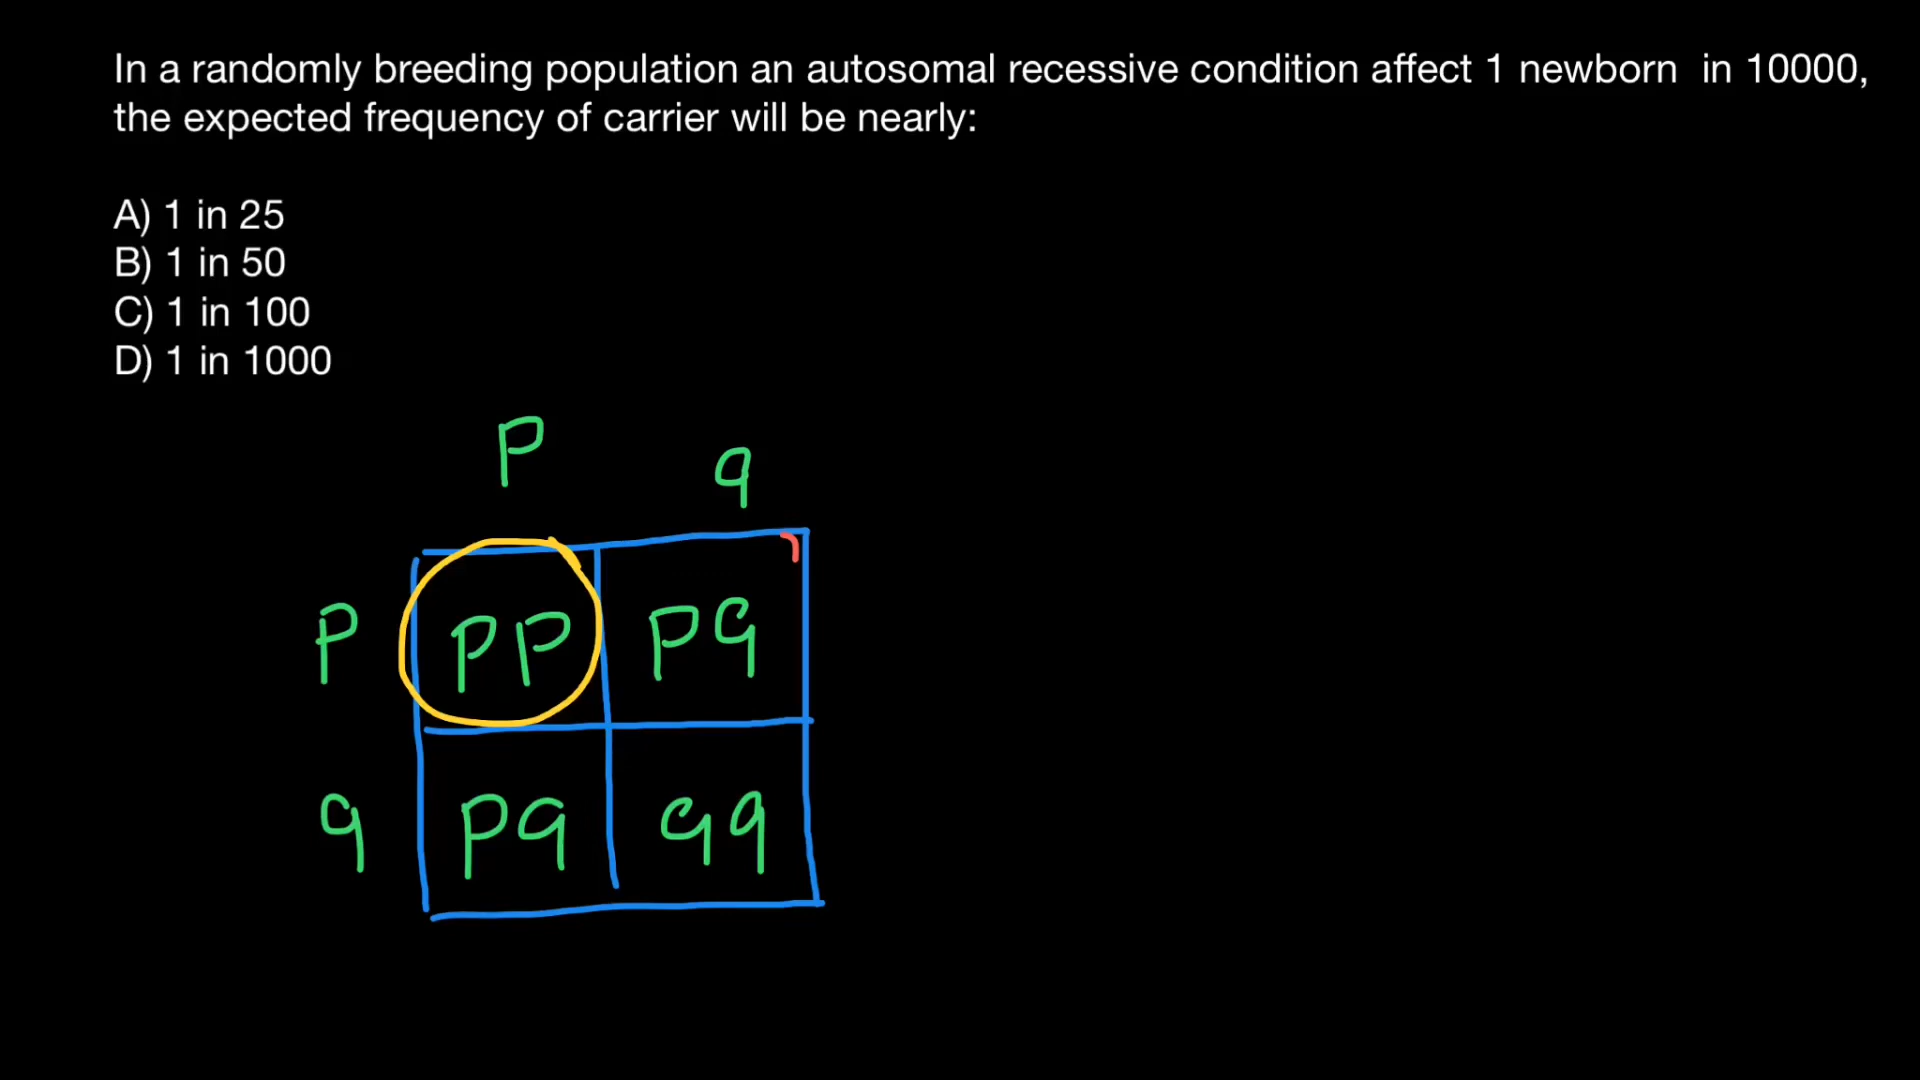 In a randomly breeding population an autosomal recessive condition affect 1 newborn  in 10000,
the expected frequency of carrier will be nearly:
A) 1 in 25
B) 1 in 50
C) 1 in 100
D) 1 in 1000
P q
P PP Pq
q Pq qq